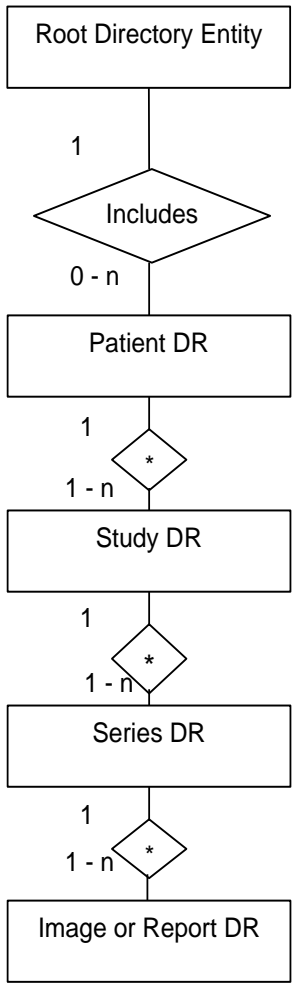 Root Directory Entity
1
Includes
0 - n
Patient DR
1
*
1 - n
Study DR
1
*
1 - n
Series DR
1
*
1 - n
Image or Report DR